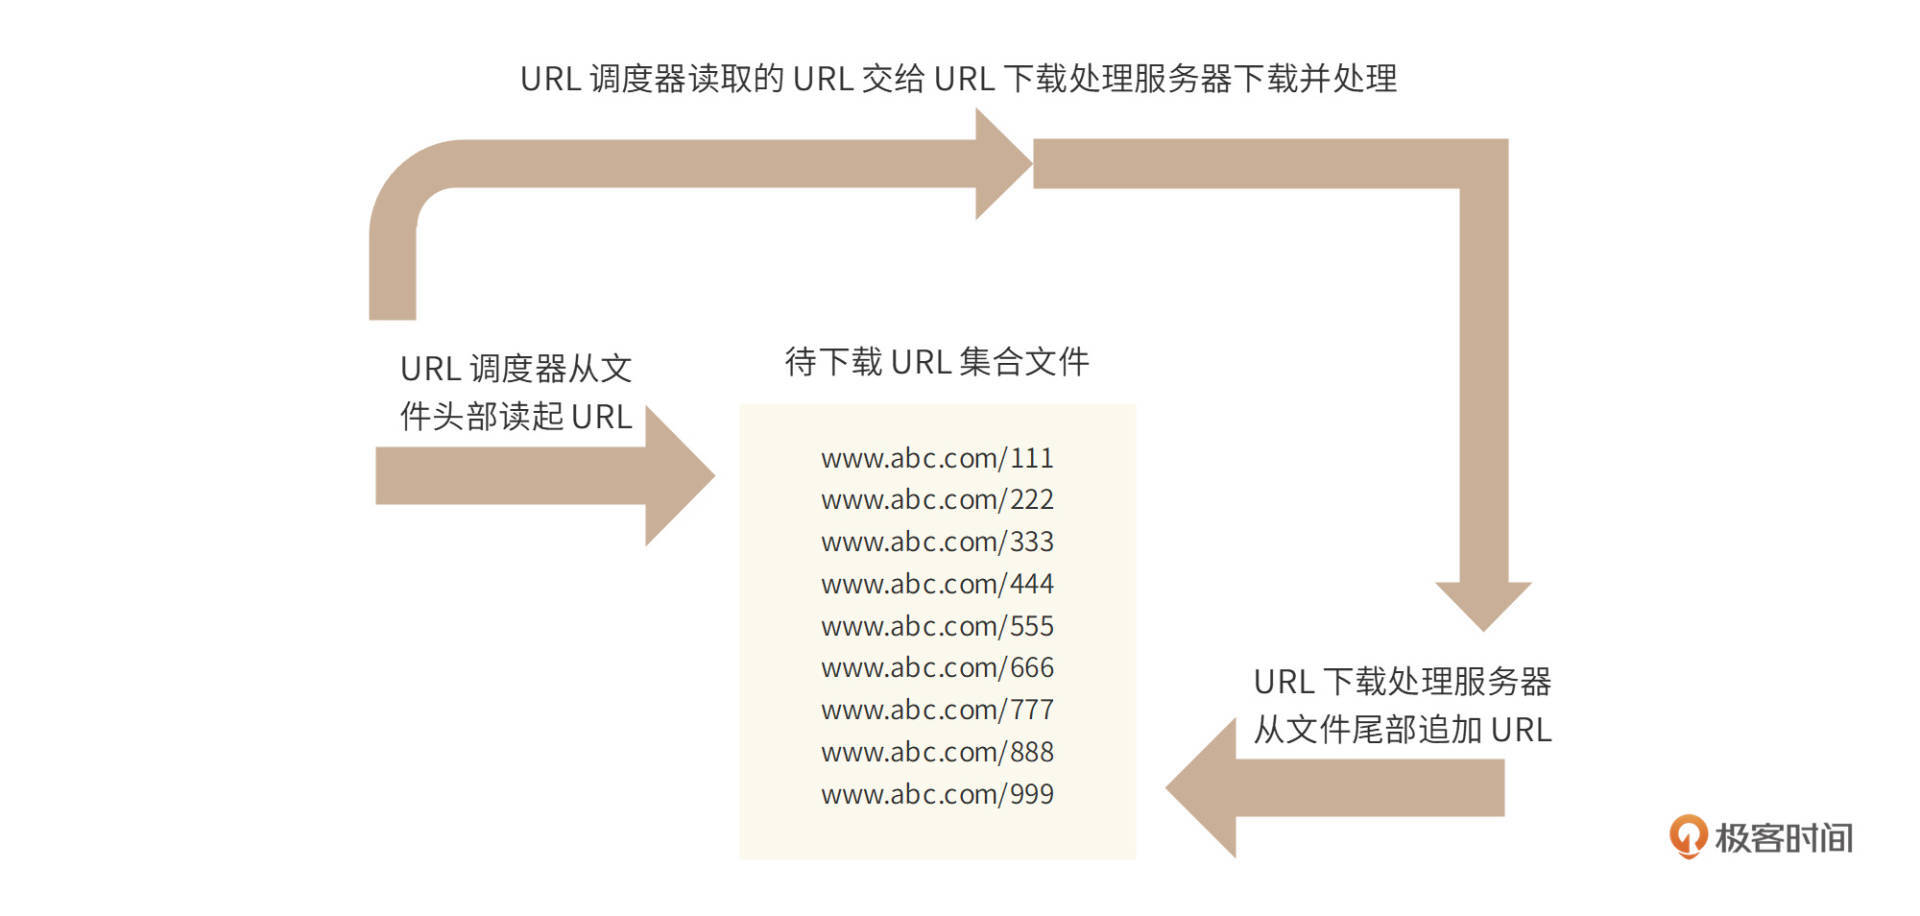 URL 调度器读取的 URL 交给 URL 下载处理服务器下载并处理
URL 调度器从文
件头部读起 URL
待下载 URL 集合文件
www.abc.com/111
www.abc.com/222
www.abc.com/333
www.abc.com/444
www.abc.com/555
www.abc.com/666
www.abc.com/777
www.abc.com/888
www.abc.com/999
URL 下载处理服务器
从文件尾部追加 URL
极客时间